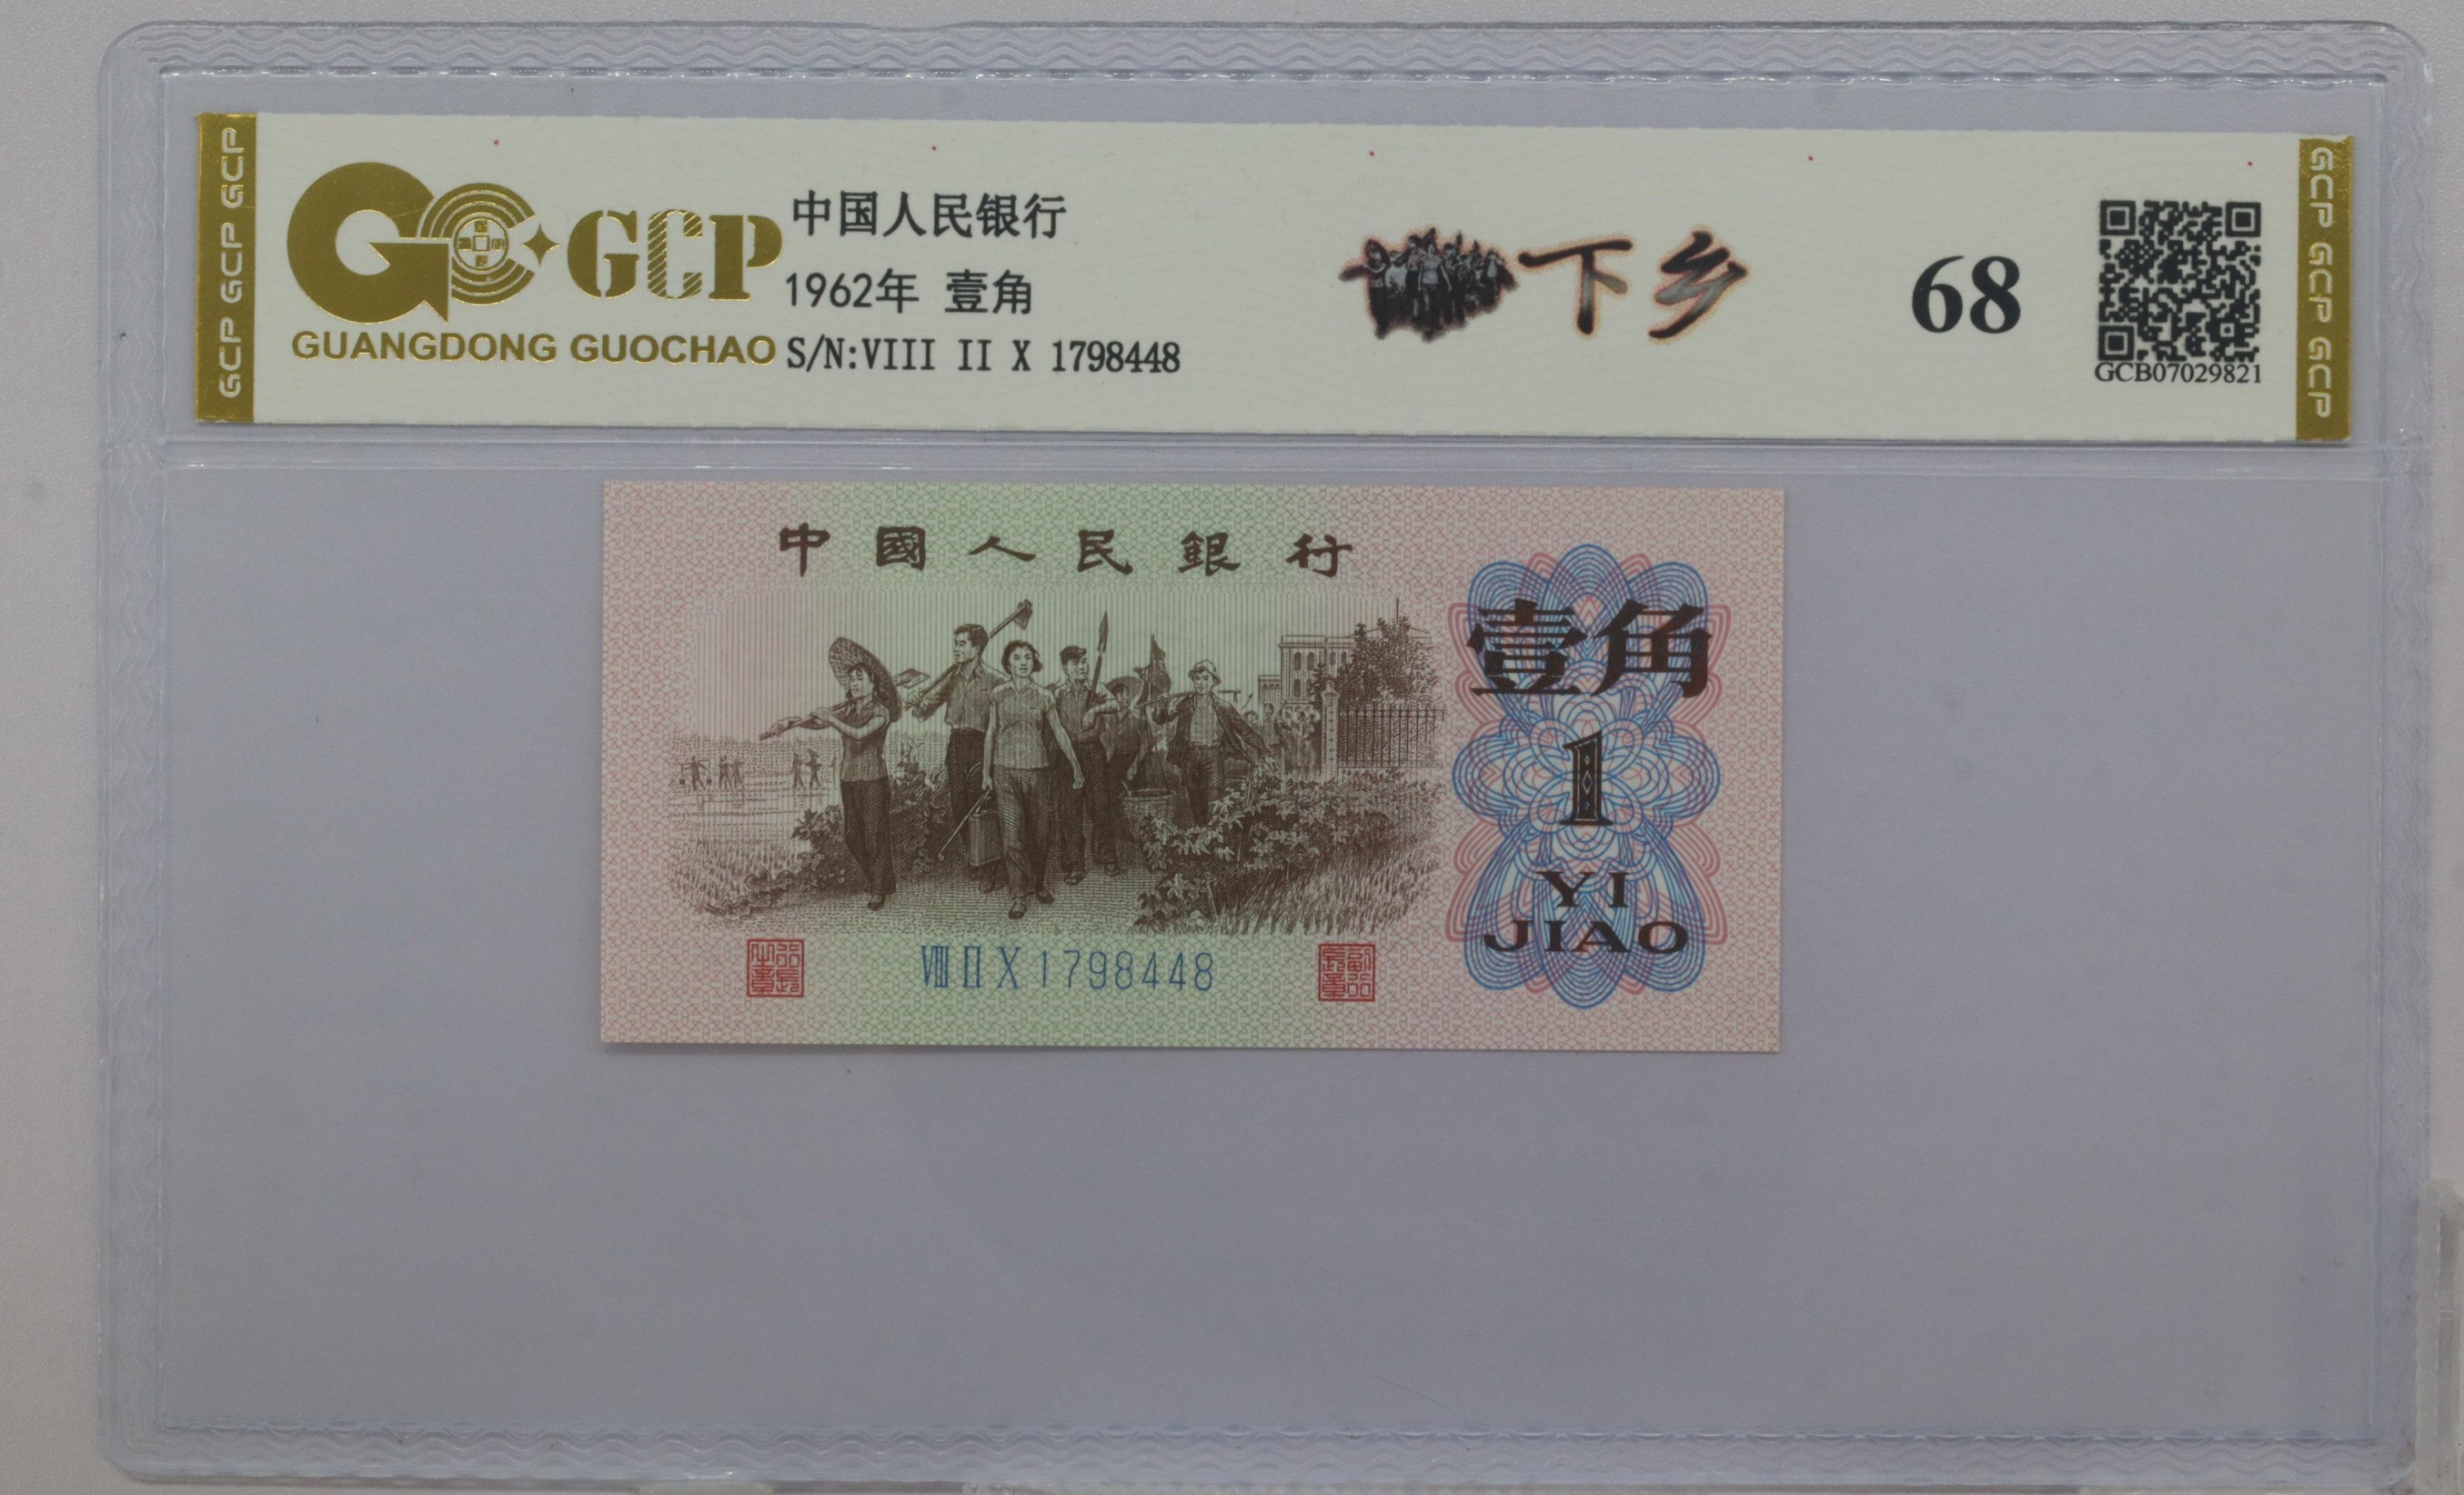 GCP GCP GCP
GCP
GUANGDONG GUOCHAO
中国人民银行
1962年 壹角
S/N:VIII II X 1798448
下乡
68
GCB07029821
GCP GCP GCP
中國人民銀行
壹角
1
YI
JIAO
VIII II X 1798448